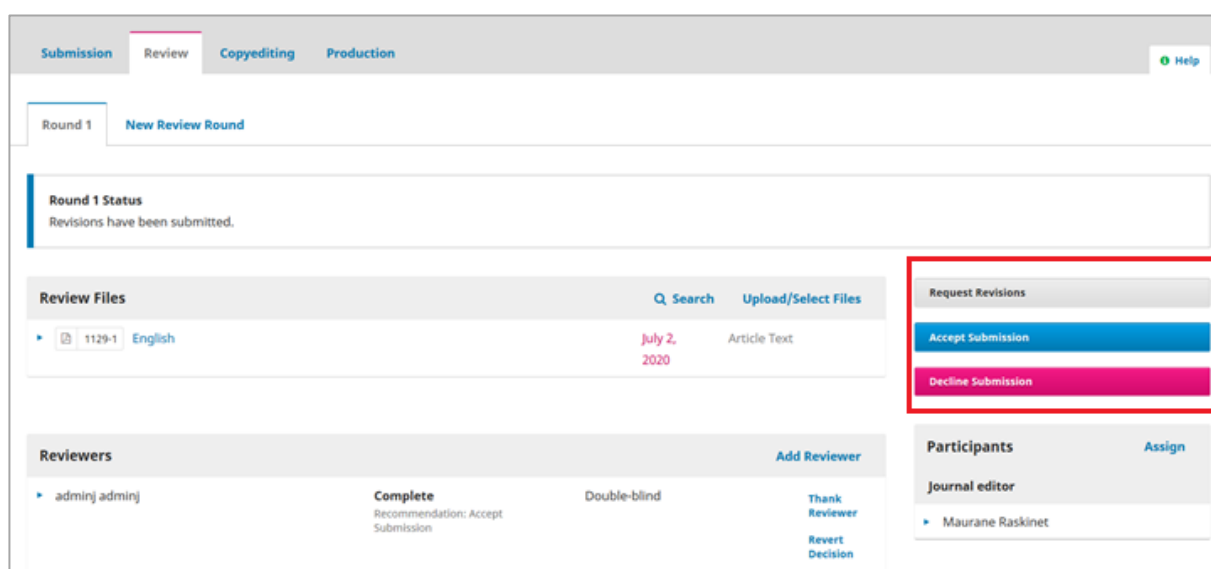 Submission Review Copyediting Production
Help
Round 1 New Review Round
Round 1 Status
Revisions have been submitted.
Review Files Search Upload/Select Files
1129-1 English July 2, Article Text
2020
Request Revisions
Accept Submission
Decline Submission
Reviewers Add Reviewer
adminj adminj Complete Double-blind Thank
Recommendation: Accept Reviewer
Submission
Revert
Decision
Participants Assign
Journal editor
Maurane Raskinet